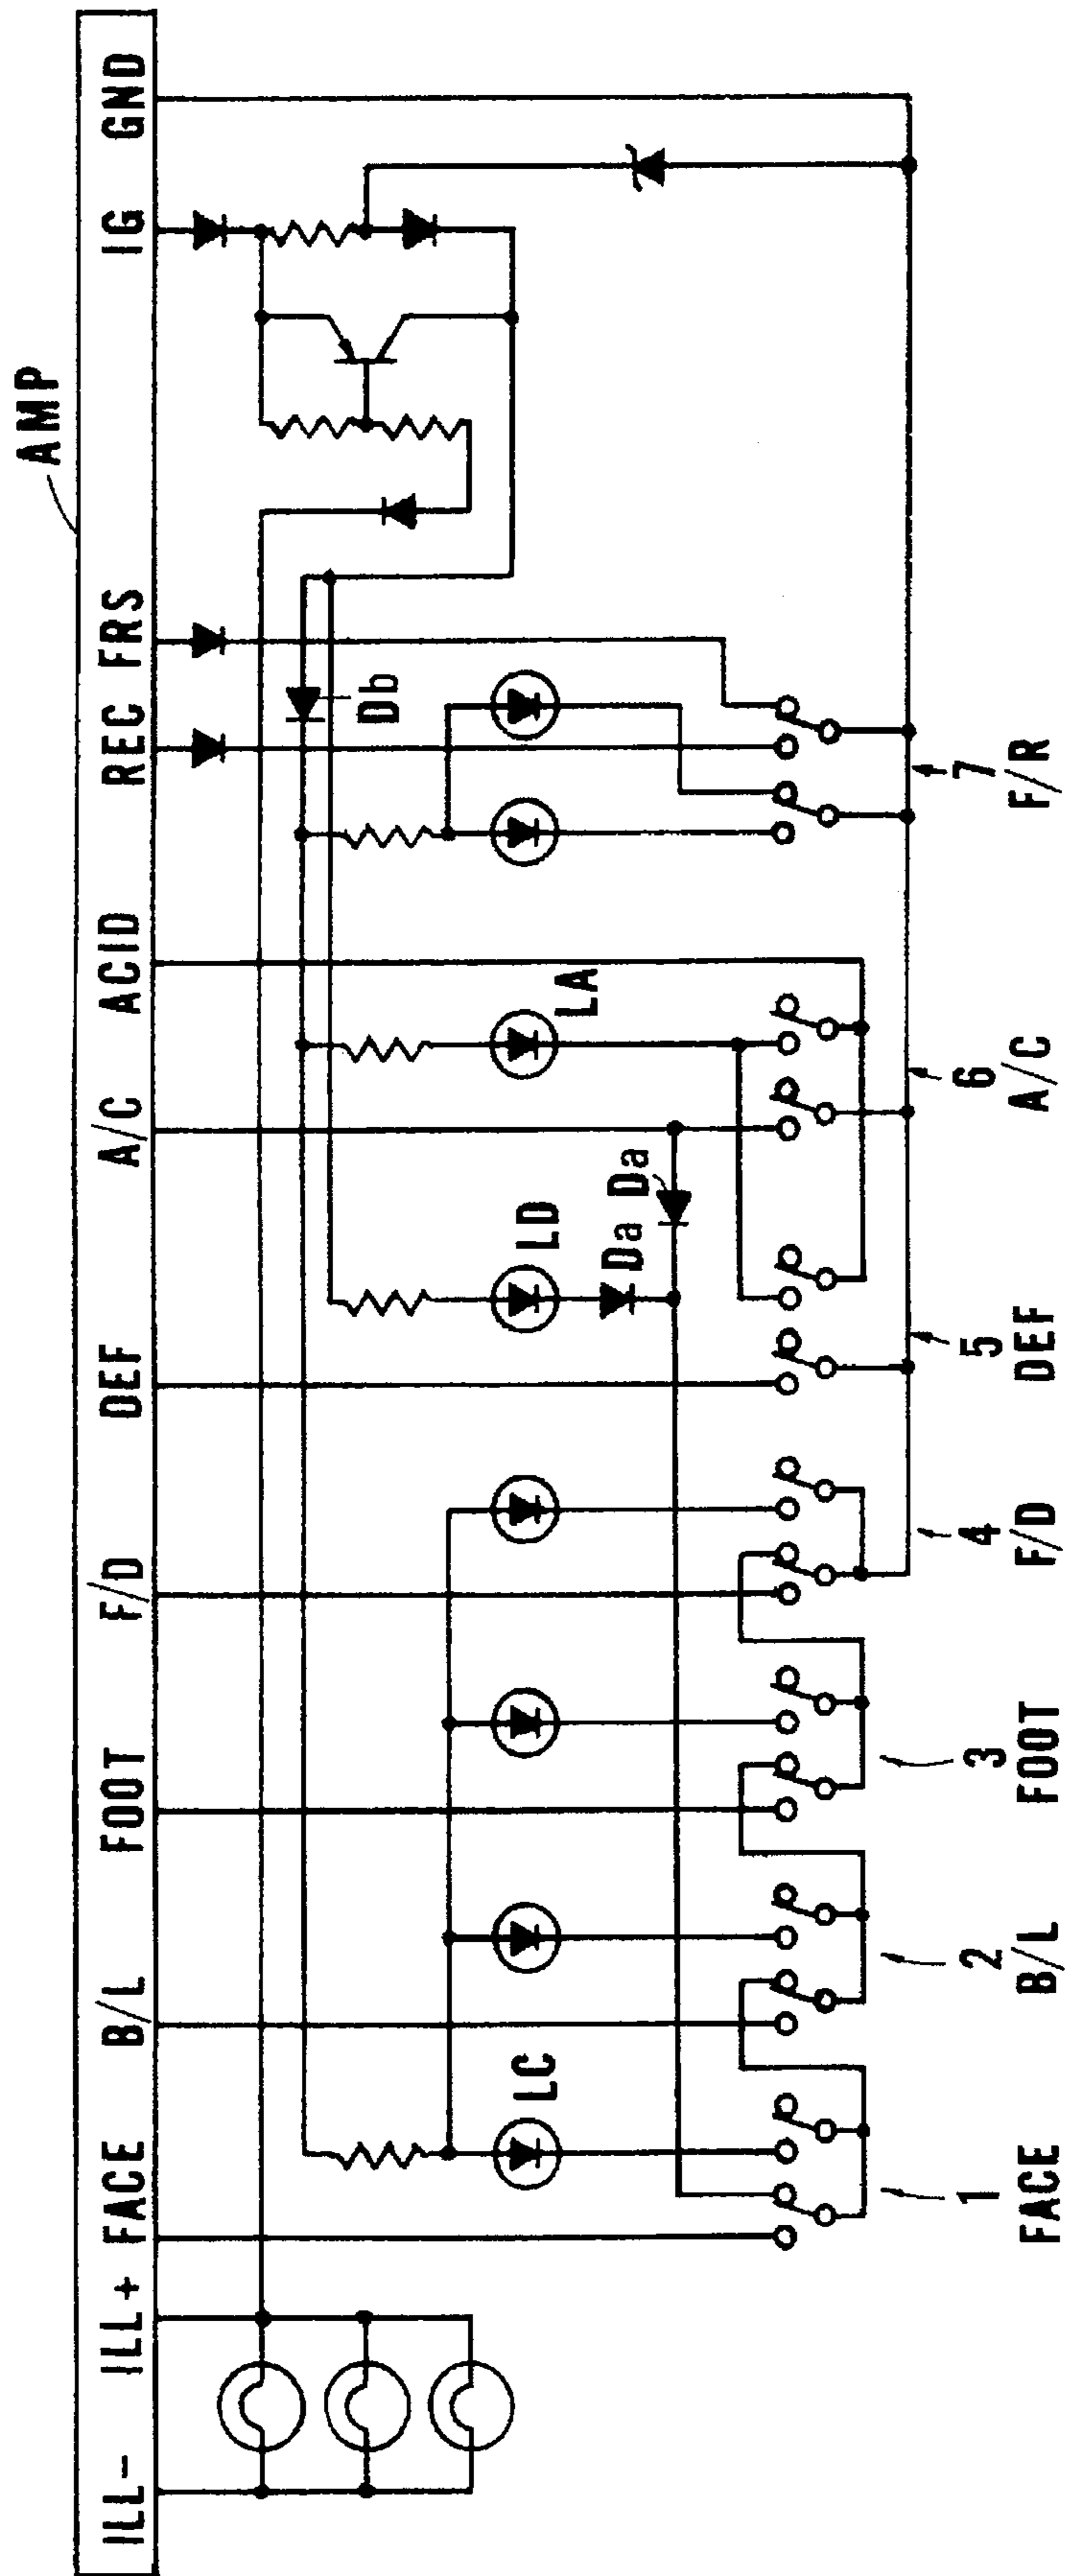 AMP
ILL- ILL+ FACE B/L FOOT F/D DEF A/C ACID REC FRS IG GND
Db
LA
LD
Da Da
LC
1 2 3 4 5 6 7
FACE B/L FOOT F/D DEF A/C F/R